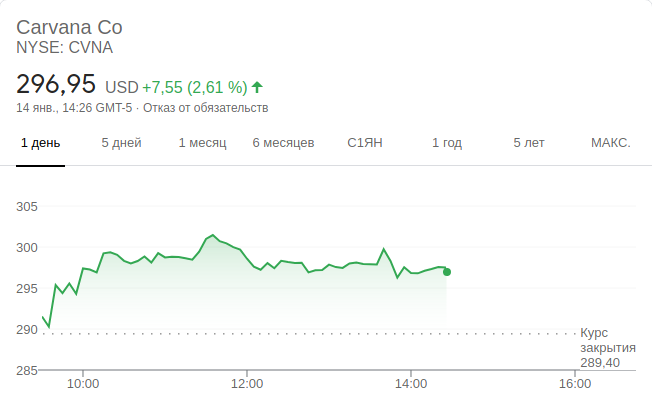 Carvana Co
NYSE: CVNA
296,95 USD +7,55 (2,61 %)
14 янв., 14:26 GMT-5 · Отказ от обязательств
1 день 5 дней 1 месяц 6 месяцев С1ЯН 1 год 5 лет МАКС.
305
300
295
290
285
Курс
закрытия
289,40
10:00 12:00 14:00 16:00